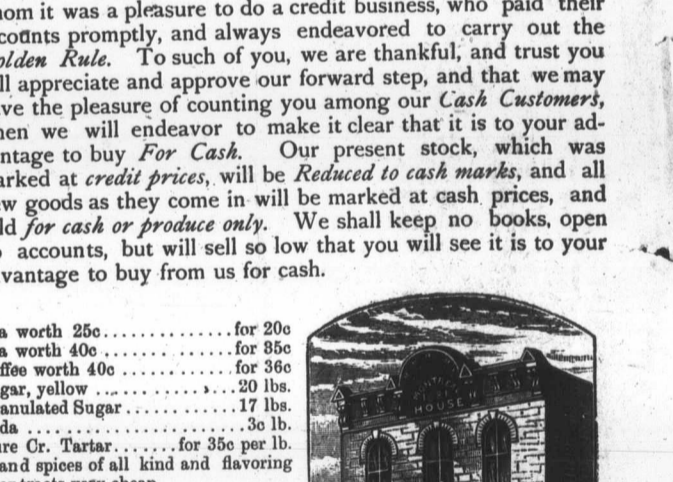 nom it was a pleasure to do a credit business, who paid their
counts promptly, and always endeavored to carry out the
olden Rule. To such of you, we are thankful, and trust you
ll appreciate and approve our forward step, and that we may
ve the pleasure of counting you among our Cash Customers,
hen we will endeavor to make it clear that it is to your ad-
ntage to buy For Cash. Our present stock, which was
arked at credit prices, will be Reduced to cash marks, and all
w goods as they come in will be marked at cash prices, and
ld for cash or produce only. We shall keep no books, open
o accounts, but will sell so low that you will see it is to your
vantage to buy from us for cash.
a worth 25c..............for 20c
a worth 40c..............for 35c
ffee worth 40c............for 36c
gar, yellow..............20 lbs.
anulated Sugar...........17 lbs.
da.......................3c lb.
re Cr. Tartar.......for 35c per lb.
and spices of all kind and flavoring
very cheap
HOUSE